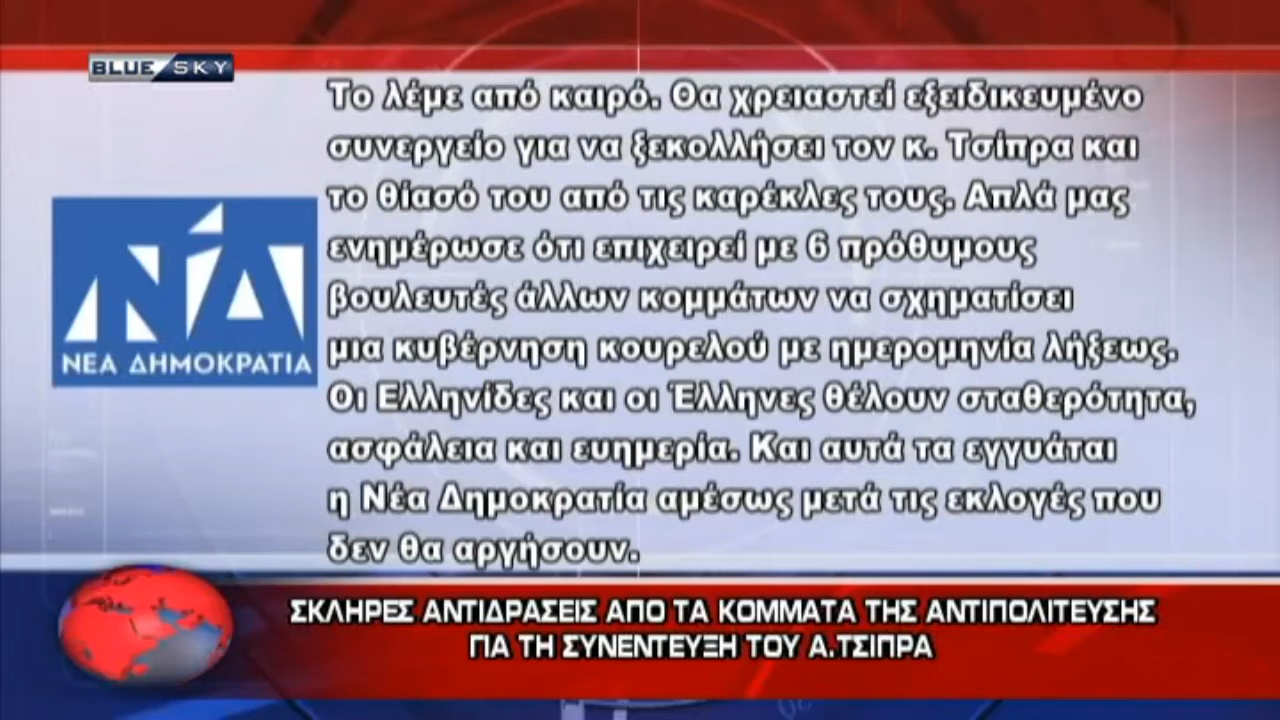 BLUE SKY
Το λέμε από καιρό. Θα χρειαστεί εξειδικευμένο
συνεργείο για να ξεκολλήσει τον κ. Τσίπρα και
το θίασό του από τις καρέκλες τους. Απλά μας
ενημέρωσε ότι επιχειρεί με 6 πρόθυμους
βουλευτές άλλων κομμάτων να σχηματίσει
μια κυβέρνηση κουρελού με ημερομηνία λήξεως.
Οι Ελληνίδες και οι Έλληνες θέλουν σταθερότητα,
ασφάλεια και ευημερία. Και αυτά τα εγγυάται
η Νέα Δημοκρατία αμέσως μετά τις εκλογές που
δεν θα αργήσουν.
ΝΔ
ΝΕΑ ΔΗΜΟΚΡΑΤΙΑ
ΣΚΛΗΡΕΣ ΑΝΤΙΔΡΑΣΕΙΣ ΑΠΟ ΤΑ ΚΟΜΜΑΤΑ ΤΗΣ ΑΝΤΙΠΟΛΙΤΕΥΣΗΣ
ΓΙΑ ΤΗ ΣΥΝΕΝΤΕΥΞΗ ΤΟΥ Α.ΤΣΙΠΡΑ